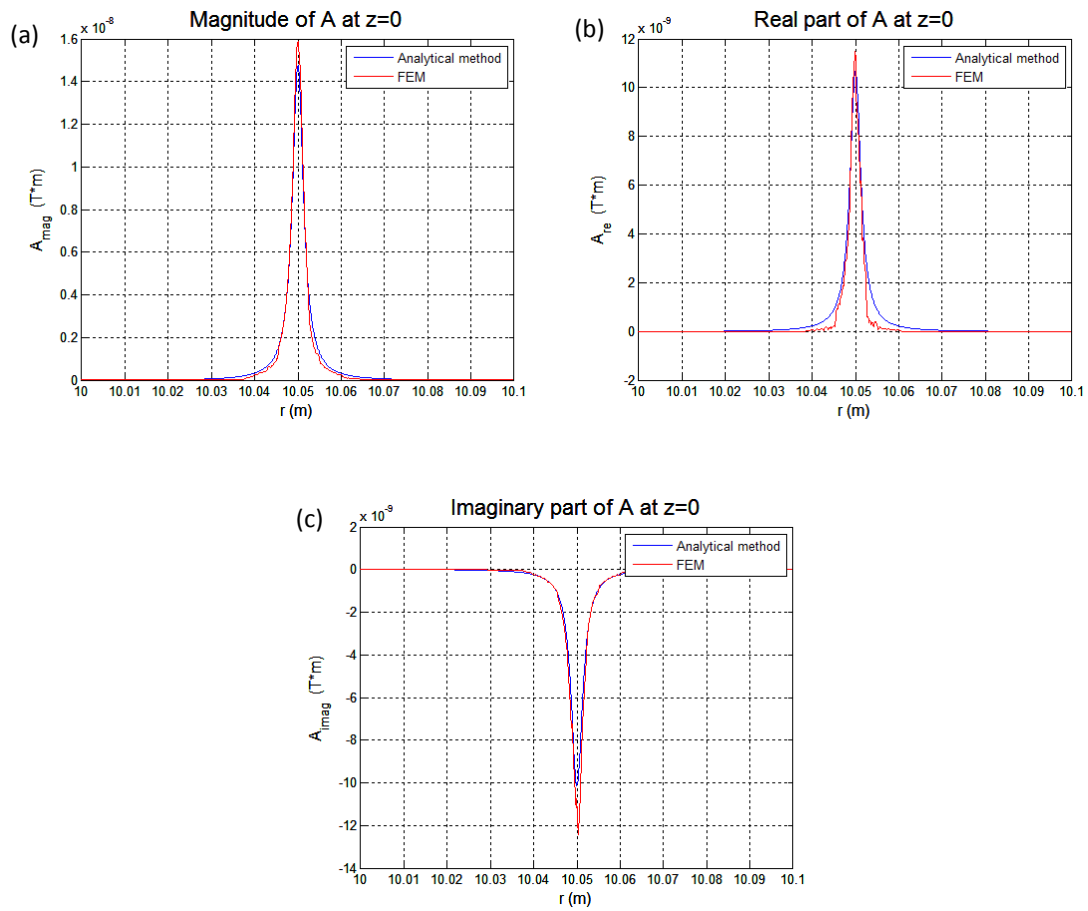 (a)
Magnitude of A at z=0
x 10-8
1.6
1.4
1.2
1
0.8
0.6
0.4
0.2
0
Amag (T*m)
Analytical method
FEM
10 10.01 10.02 10.03 10.04 10.05 10.06 10.07 10.08 10.09 10.1
r (m)
(b)
Real part of A at z=0
x 10-9
12
10
8
6
4
2
0
-2
Are (T*m)
Analytical method
FEM
10 10.01 10.02 10.03 10.04 10.05 10.06 10.07 10.08 10.09 10.1
r (m)
(c)
Imaginary part of A at z=0
x 10-9
2
0
-2
-4
-6
-8
-10
-12
-14
Aimag (T*m)
Analytical method
FEM
10 10.01 10.02 10.03 10.04 10.05 10.06 10.07 10.08 10.09 10.1
r (m)